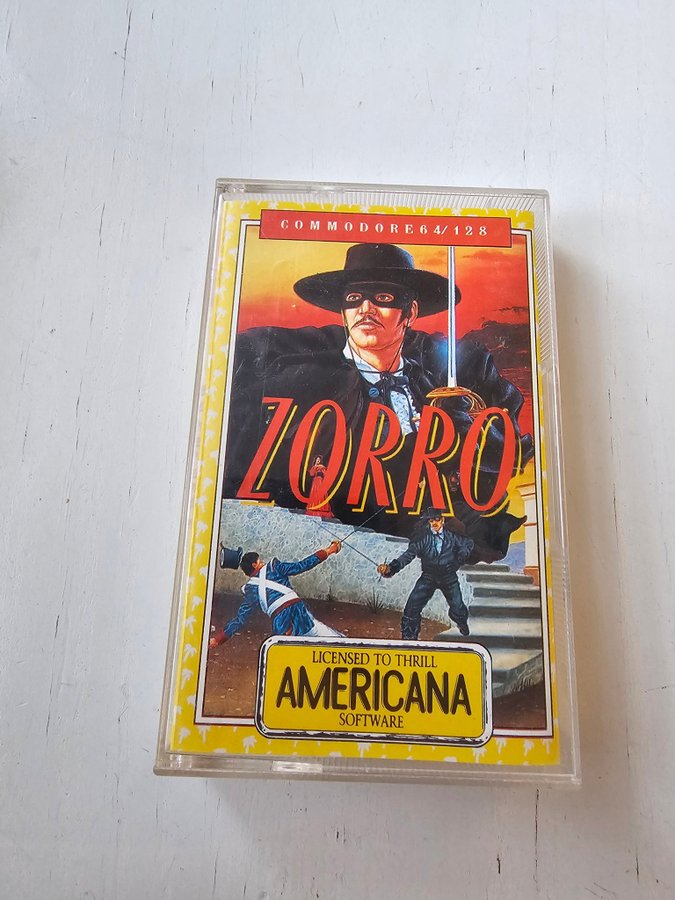 COMMODORE 64/128
ZORRO
LICENSED TO THRILL
AMERICANA
SOFTWARE